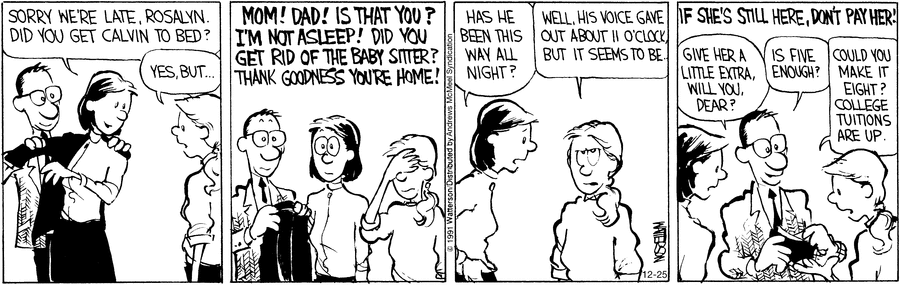 SORRY WE'RE LATE, ROSALYN.
DID YOU GET CALVIN TO BED?
YES, BUT...
MOM! DAD! IS THAT YOU?
I'M NOT ASLEEP! DID YOU
GET RID OF THE BABY SITTER?
THANK GOODNESS YOU'RE HOME!
© 1991 Watterson/Distributed by Andrews McMeel Syndication
HAS HE
BEEN THIS
WAY ALL
NIGHT?
WELL, HIS VOICE GAVE
OUT ABOUT 11 O'CLOCK,
BUT IT SEEMS TO BE..
WATTERSON
12-25
IF SHE'S STILL HERE, DON'T PAY HER!
GIVE HER A
LITTLE EXTRA,
WILL YOU,
DEAR?
IS FIVE
ENOUGH?
COULD YOU
MAKE IT
EIGHT?
COLLEGE
TUITIONS
ARE UP.